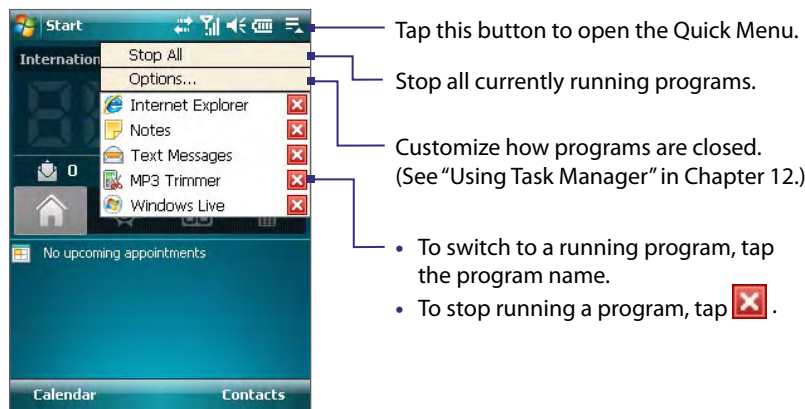 Start
Internation
Stop All
Options...
Internet Explorer
Notes
Text Messages
MP3 Trimmer
Windows Live
0
No upcoming appointments
Calendar
Contacts
Tap this button to open the Quick Menu.
Stop all currently running programs.
Customize how programs are closed.
(See “Using Task Manager” in Chapter 12.)
• To switch to a running program, tap
the program name.
• To stop running a program, tap .